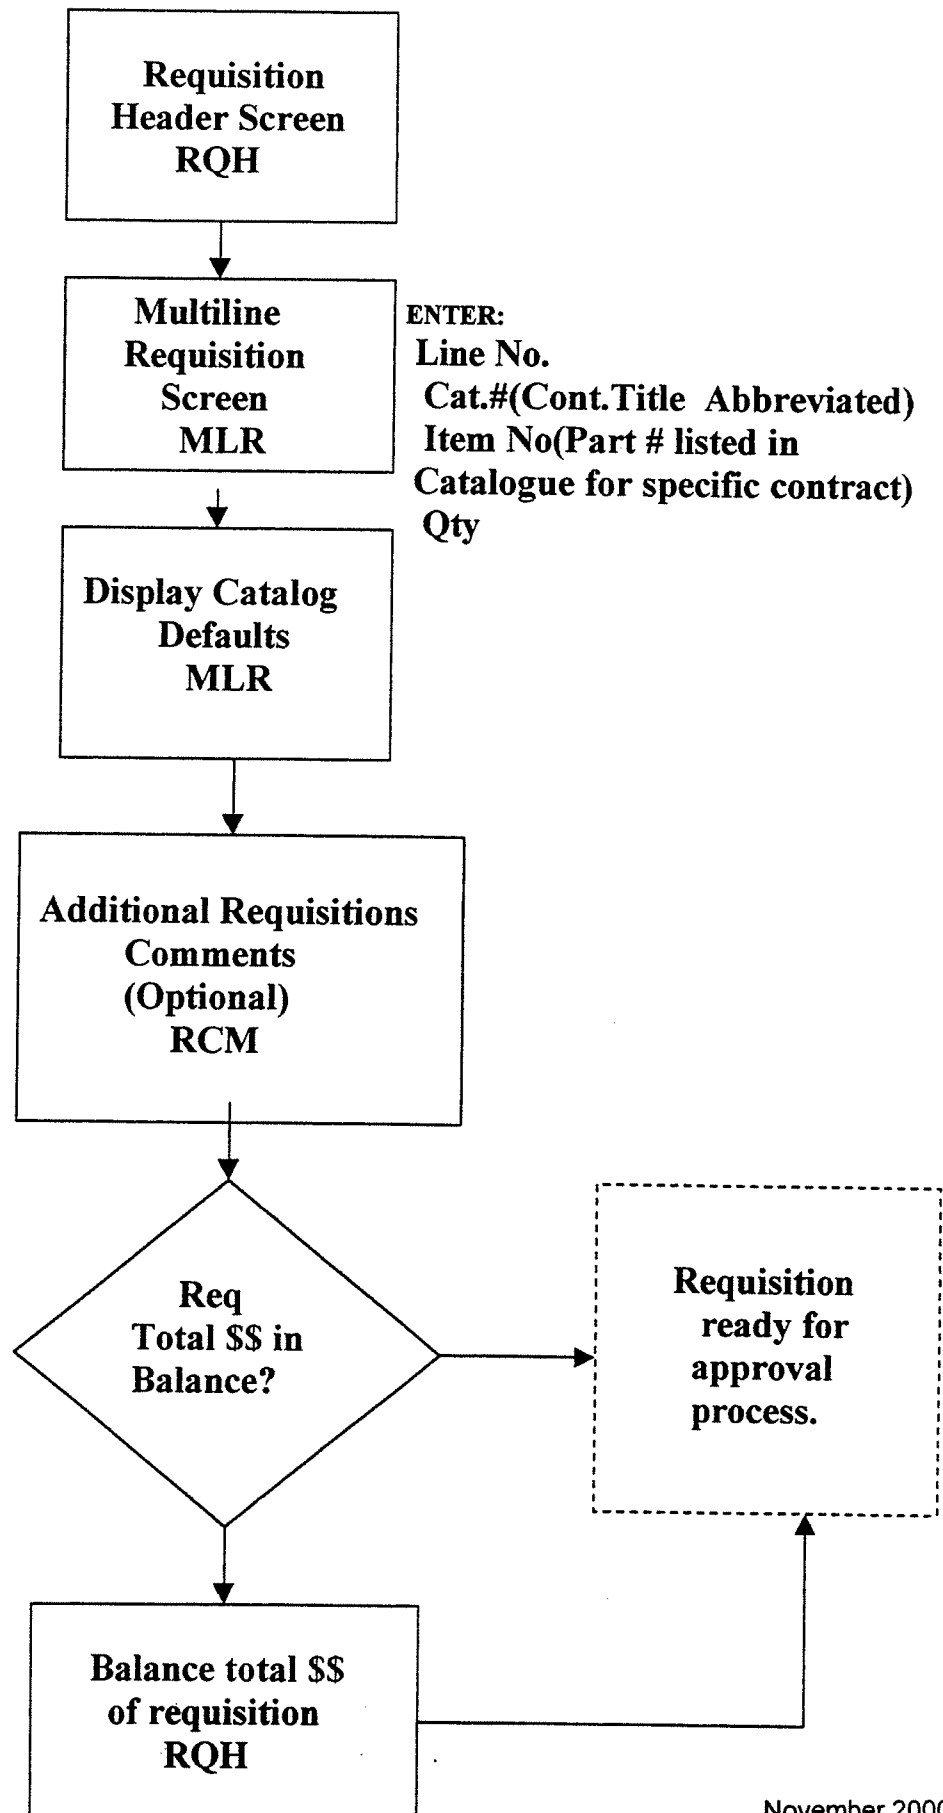 Requisition
Header Screen
RQH
Multiline
Requisition
Screen
MLR
ENTER:
Line No.
Cat.#(Cont.Title Abbreviated)
Item No(Part # listed in
Catalogue for specific contract)
Qty
Display Catalog
Defaults
MLR
Additional Requisitions
Comments
(Optional)
RCM
Req
Total $$ in
Balance?
Requisition
ready for
approval
process.
Balance total $$
of requisition
RQH
November 2000